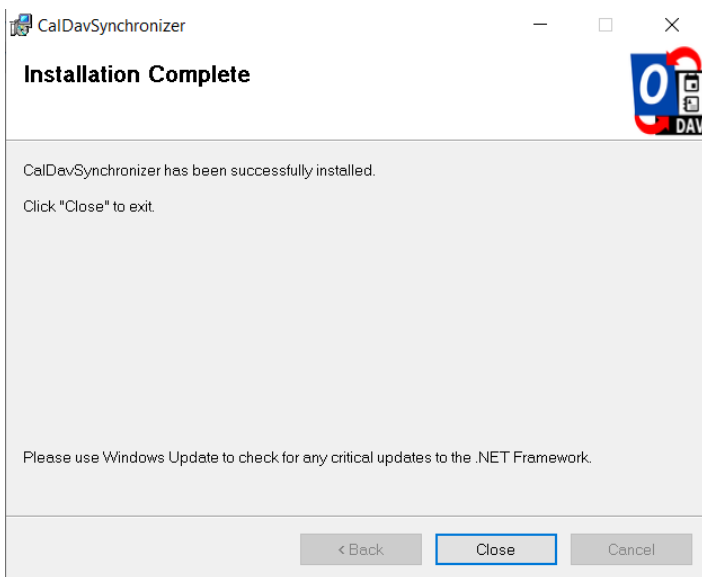 CalDavSynchronizer
Installation Complete
O
DAV
CalDavSynchronizer has been successfully installed.
Click "Close" to exit.
Please use Windows Update to check for any critical updates to the .NET Framework.
< Back
Close
Cancel